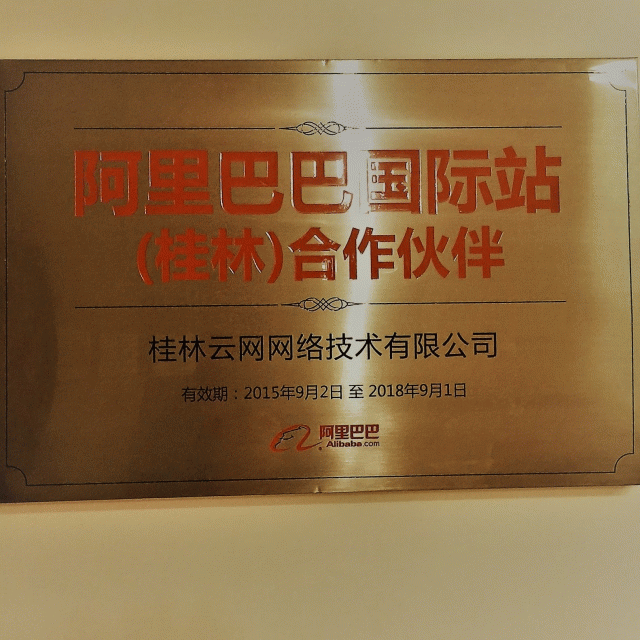 阿里巴巴国际站
(桂林)合作伙伴
桂林云网网络技术有限公司
有效期：2015年9月2日 至 2018年9月1日
阿里巴巴
Alibaba.com